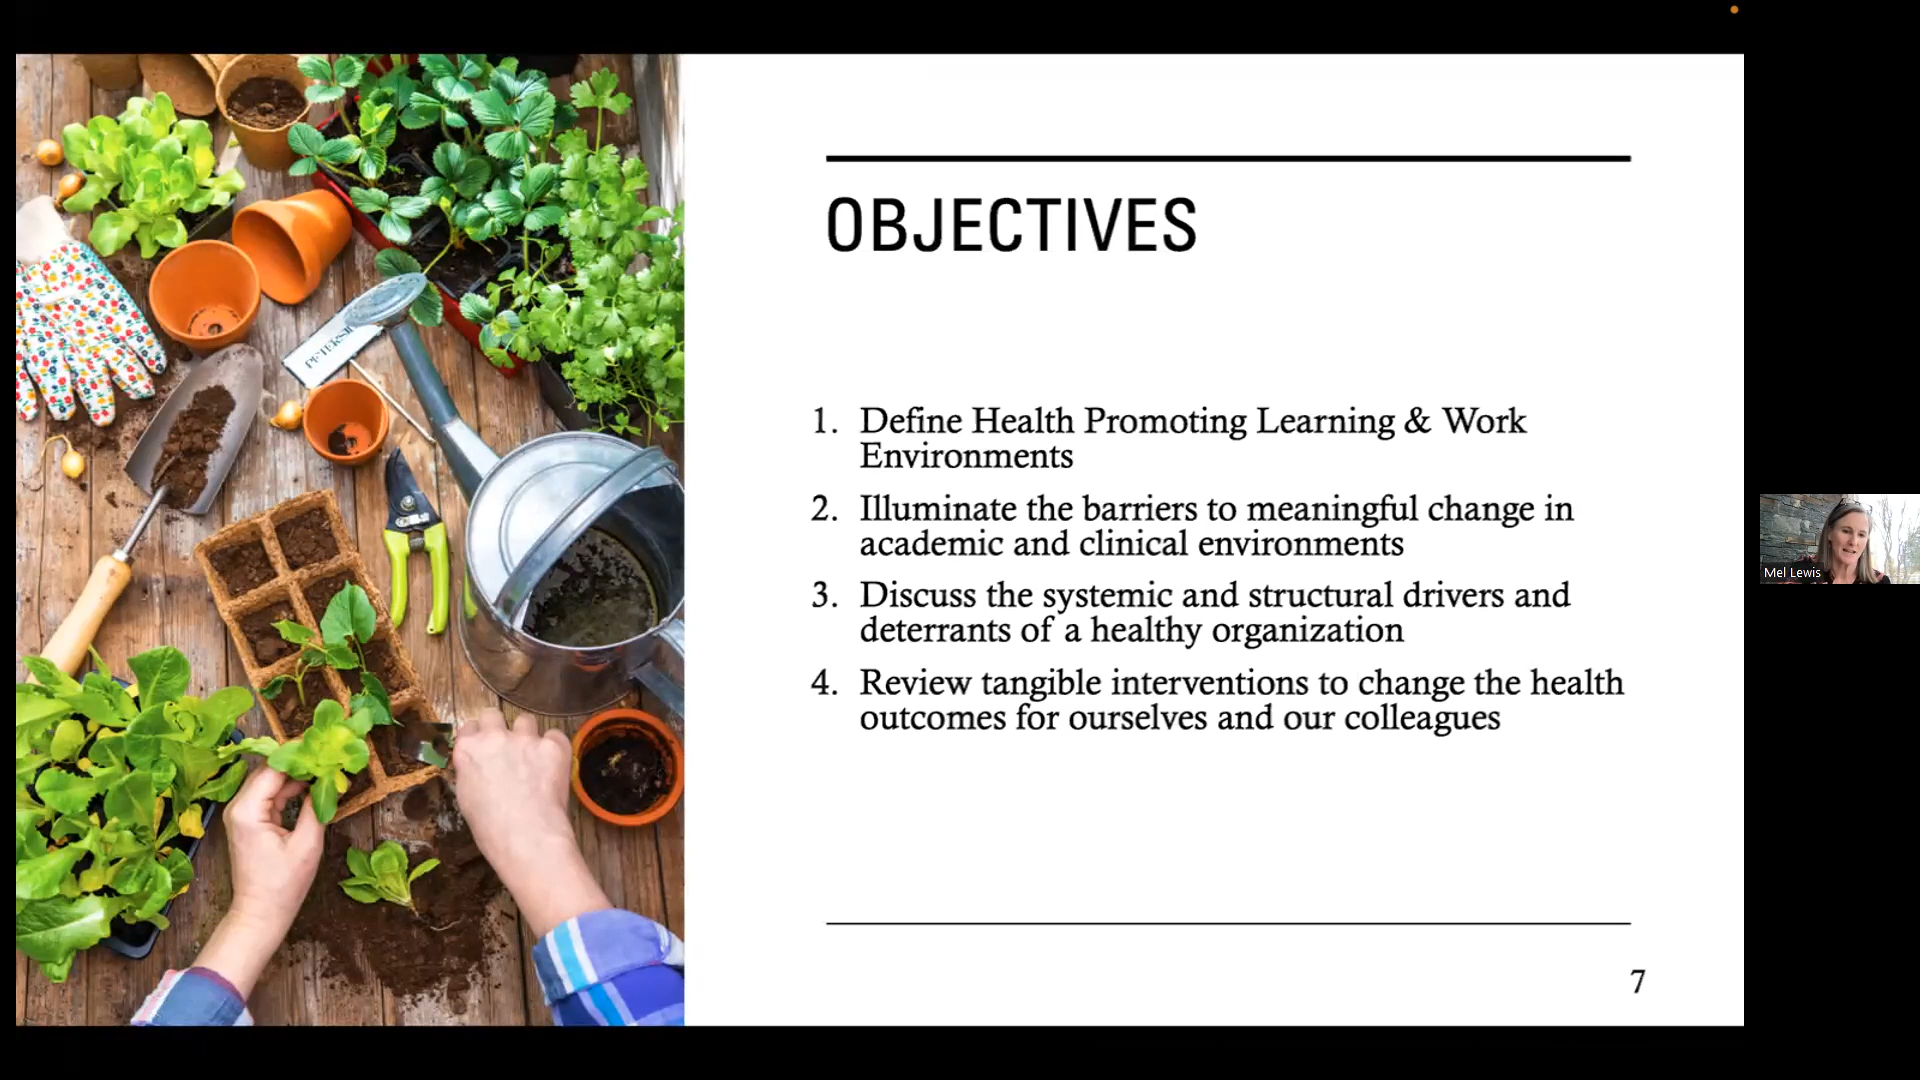 OBJECTIVES
1. Define Health Promoting Learning & Work
Environments
2. Illuminate the barriers to meaningful change in
academic and clinical environments
3. Discuss the systemic and structural drivers and
deterrants of a healthy organization
4. Review tangible interventions to change the health
outcomes for ourselves and our colleagues
7
Mel Lewis